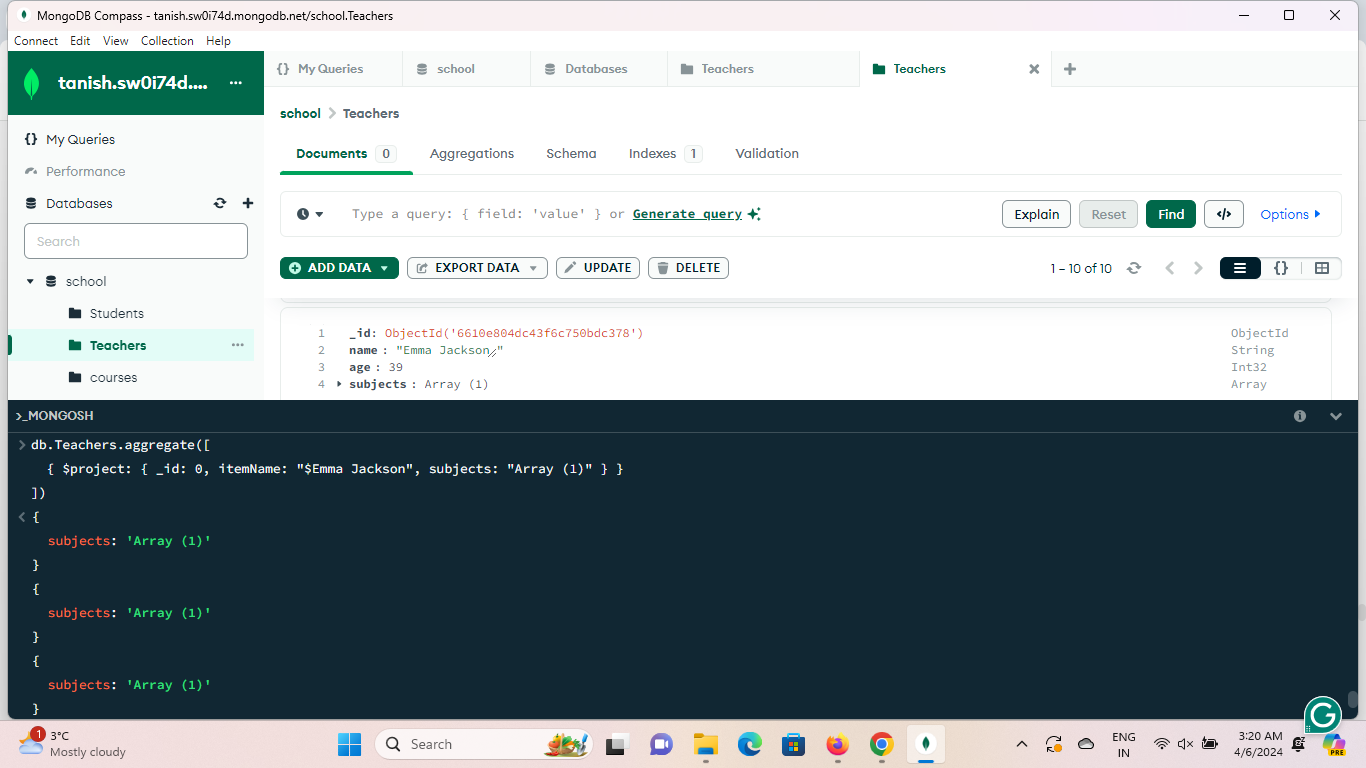 MongoDB Compass - tanish.sw0i74d.mongodb.net/school.Teachers
Connect Edit View Collection Help
tanish.sw0i74d.... ...
{} My Queries school Databases Teachers Teachers
school > Teachers
My Queries
Performance
Databases
Search
school
Students
Teachers ...
courses
Documents 0 Aggregations Schema Indexes 1 Validation
Type a query: { field: 'value' } or Generate query
Explain Reset Find </> Options
ADD DATA EXPORT DATA UPDATE DELETE
1 – 10 of 10 {}
1 _id: ObjectId('6610e804dc43f6c750bdc378') ObjectId
2 name : "Emma Jackson," String
3 age : 39 Int32
4 subjects : Array (1) Array
>_MONGOSH
> db.Teachers.aggregate([
{ $project: { _id: 0, itemName: "$Emma Jackson", subjects: "Array (1)" } }
])
< {
subjects: 'Array (1)'
}
{
subjects: 'Array (1)'
}
{
subjects: 'Array (1)'
}
1
3°C
Mostly cloudy
Search
ENG
IN
3:20 AM
4/6/2024
PRE